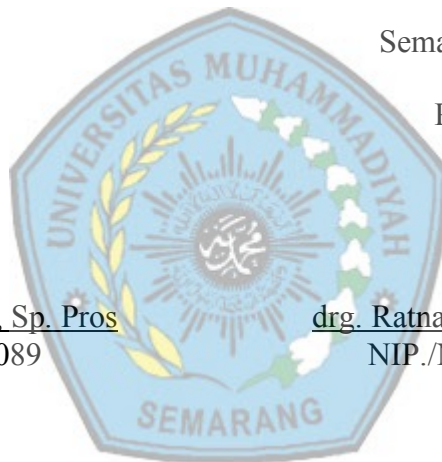 Sema
UNIVERSITAS MUHAMMADIYAH
Sp. Pros
drg. Ratna
089
NIP./
SEMARANG